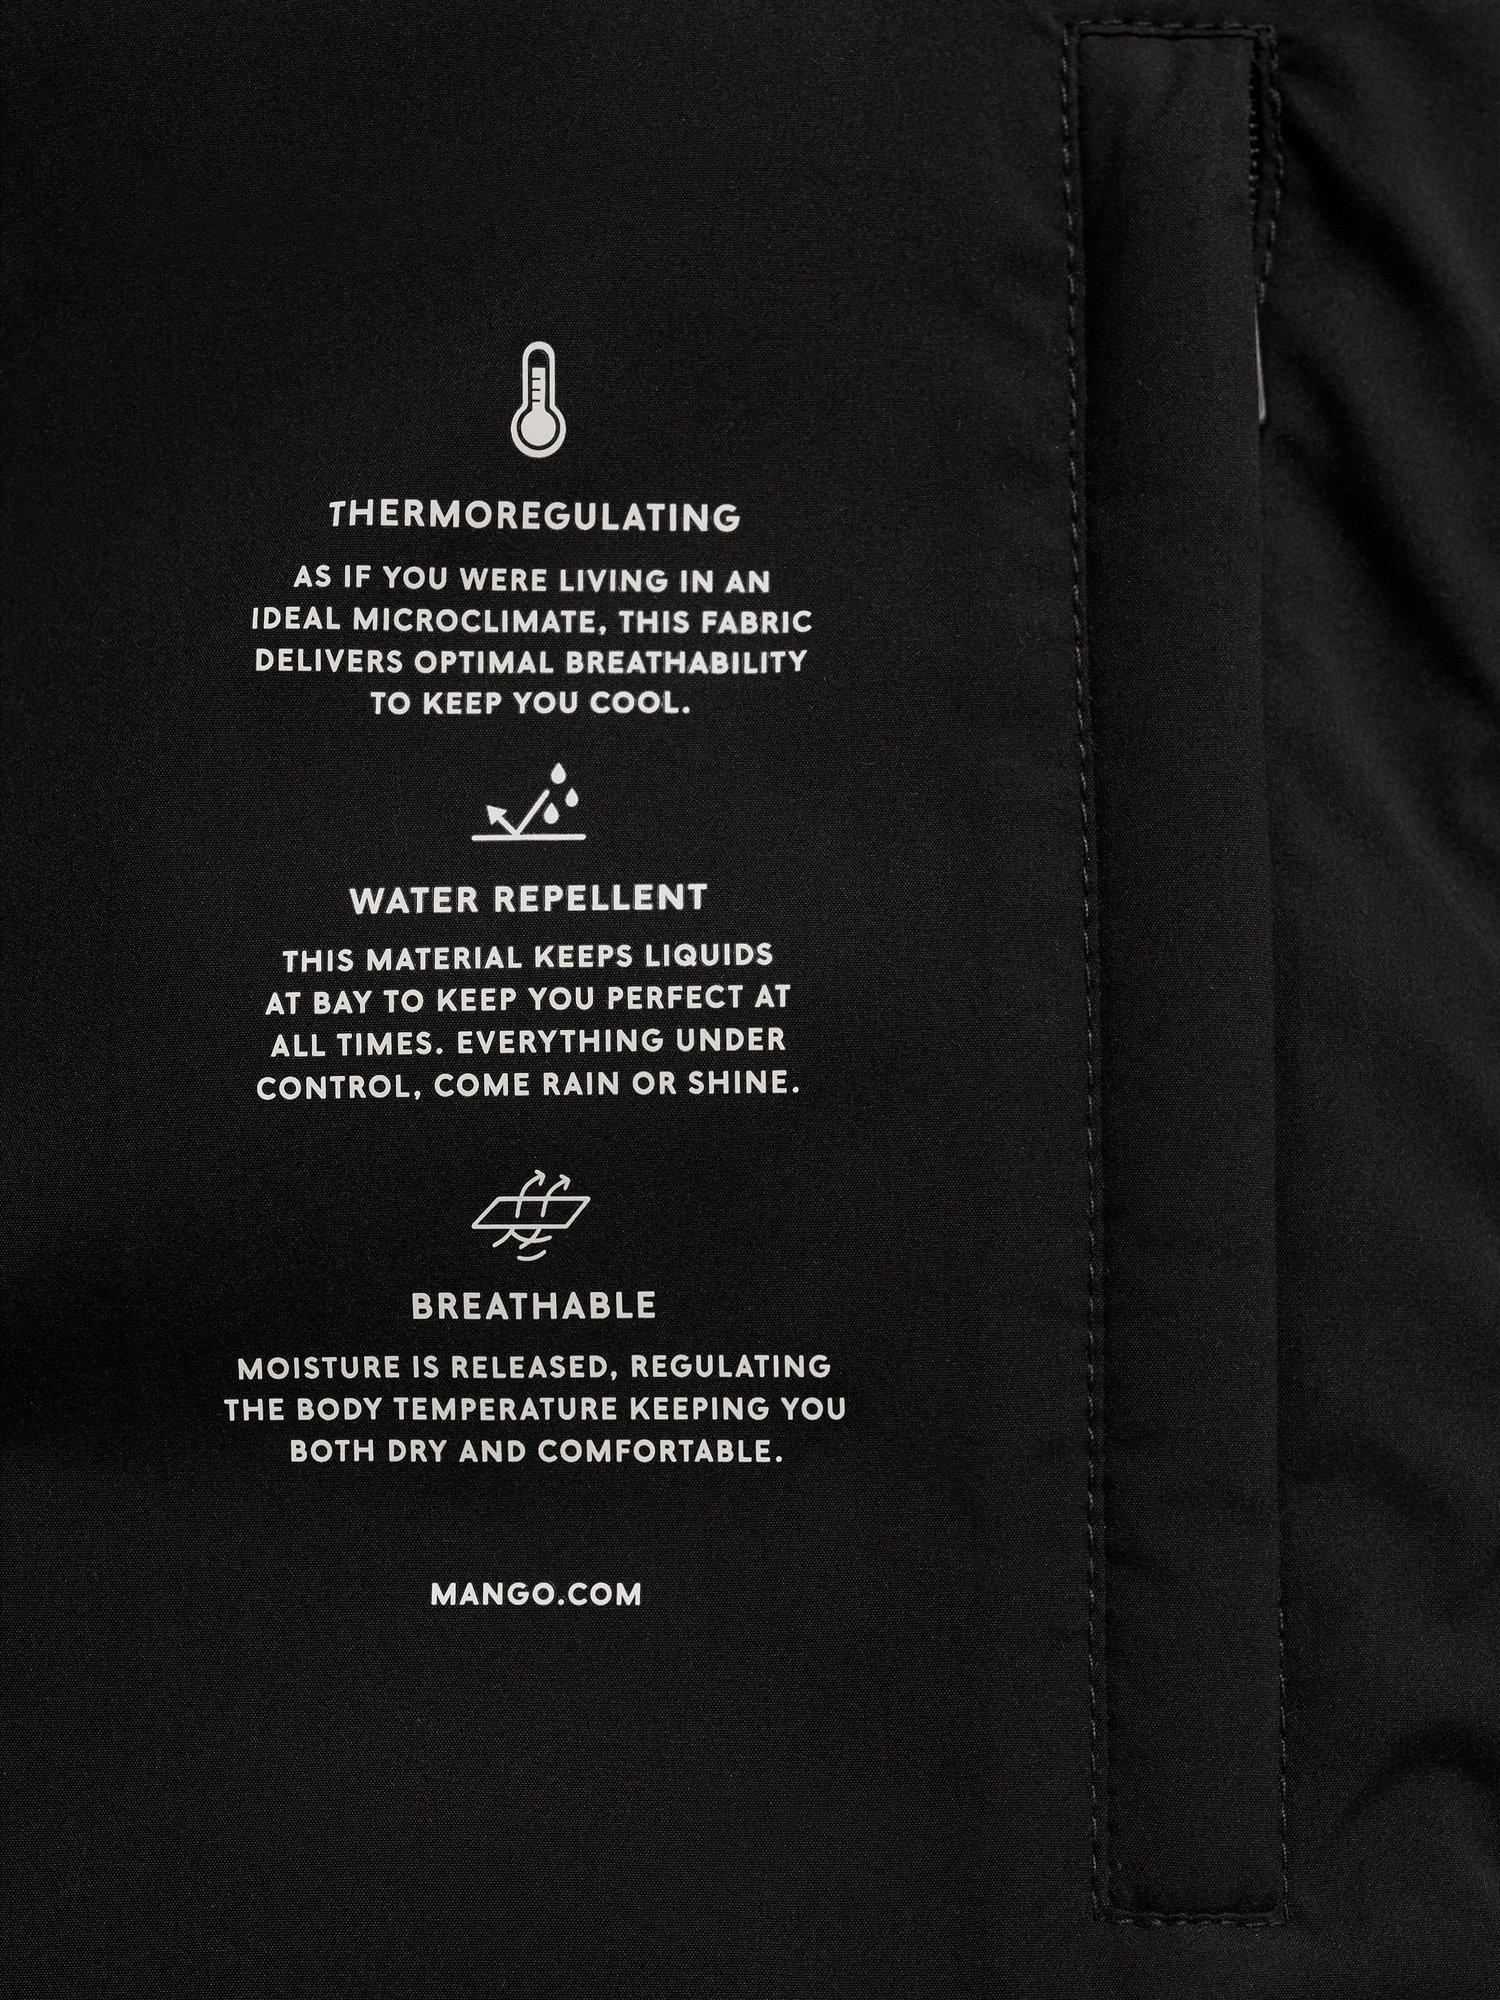 THERMOREGULATING
AS IF YOU WERE LIVING IN AN
IDEAL MICROCLIMATE, THIS FABRIC
DELIVERS OPTIMAL BREATHABILITY
TO KEEP YOU COOL.
WATER REPELLENT
THIS MATERIAL KEEPS LIQUIDS
AT BAY TO KEEP YOU PERFECT AT
ALL TIMES. EVERYTHING UNDER
CONTROL, COME RAIN OR SHINE.
BREATHABLE
MOISTURE IS RELEASED, REGULATING
THE BODY TEMPERATURE KEEPING YOU
BOTH DRY AND COMFORTABLE.
MANGO.COM